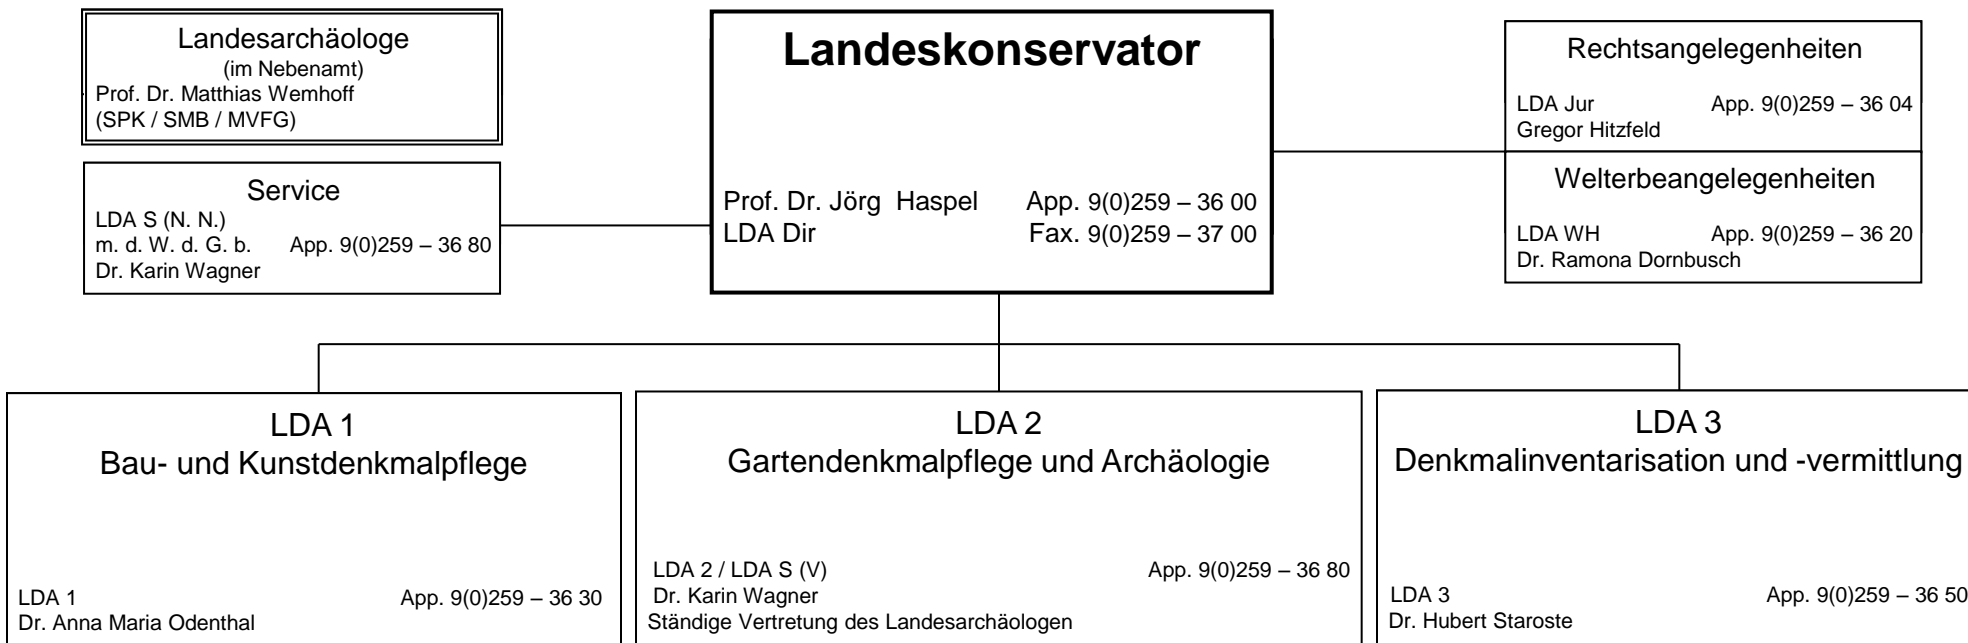 Landesarchäologe
(im Nebenamt)
Prof. Dr. Matthias Wemhoff
(SPK / SMB / MVFG)
Service
LDA S (N. N.)
m. d. W. d. G. b. App. 9(0)259 – 36 80
Dr. Karin Wagner
Landeskonservator
Prof. Dr. Jörg Haspel App. 9(0)259 – 36 00
LDA Dir Fax. 9(0)259 – 37 00
Rechtsangelegenheiten
LDA Jur App. 9(0)259 – 36 04
Gregor Hitzfeld
Welterbeangelegenheiten
LDA WH App. 9(0)259 – 36 20
Dr. Ramona Dornbusch
LDA 1
Bau- und Kunstdenkmalpflege
LDA 1 App. 9(0)259 – 36 30
Dr. Anna Maria Odenthal
LDA 2
Gartendenkmalpflege und Archäologie
LDA 2 / LDA S (V) App. 9(0)259 – 36 80
Dr. Karin Wagner
Ständige Vertretung des Landesarchäologen
LDA 3
Denkmalinventarisation und -vermittlung
LDA 3 App. 9(0)259 – 36 50
Dr. Hubert Staroste